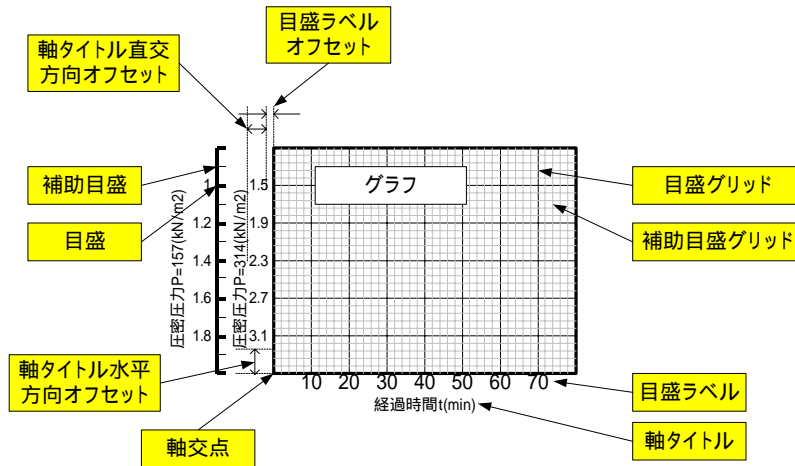 目盛ラベル
オフセット
軸タイトル直交
方向オフセット
補助目盛
目盛
グラフ
目盛グリッド
補助目盛グリッド
1
1.2
1.4
1.6
1.8
圧密圧力P=157(kN/m2)
1.5
1.9
2.3
2.7
3.1
圧密圧力P=314(kN/m2)
軸タイトル水平
方向オフセット
10 20 30 40 50 60 70
目盛ラベル
経過時間t(min)
軸交点
軸タイトル